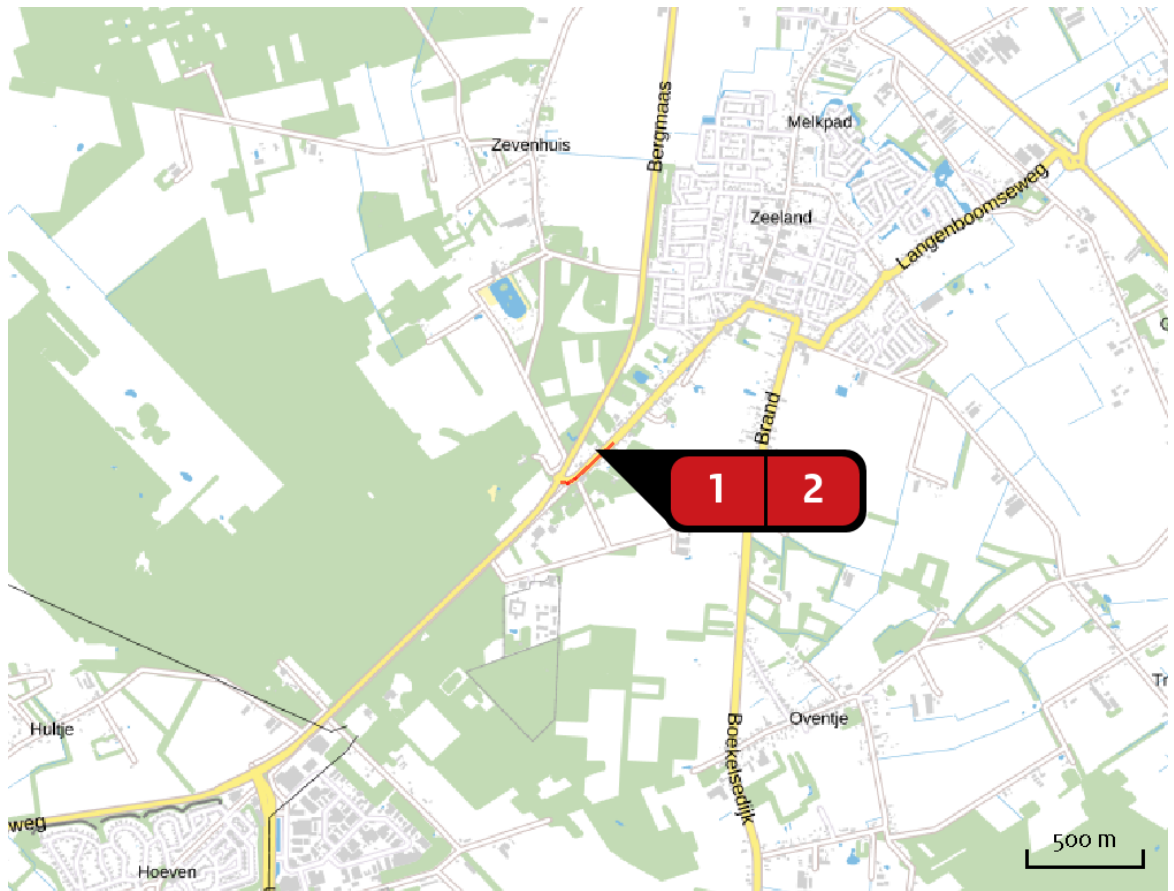 Bergmaas
Melkpad
Zevenhuis
Zeeland
Langenboomseweg
Brand
1
2
Hultje
Oventje
Boekelsedijk
weg
Hoeven
500 m